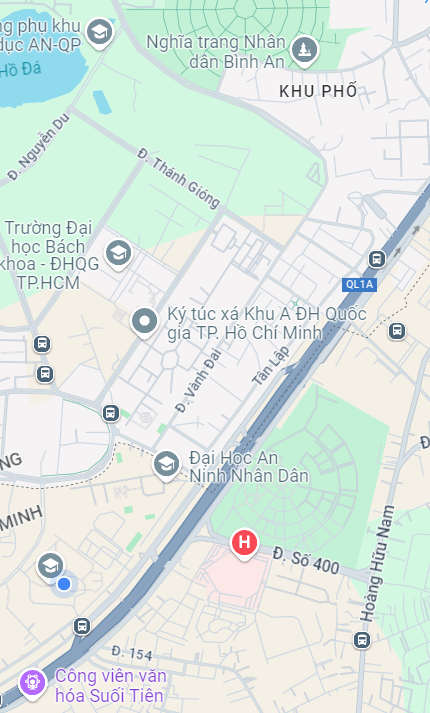 ng phụ khu
dục AN-QP
Hồ Đá
Nghĩa trang Nhân
dân Bình An
KHU PHỐ
Đ. Nguyễn Du
Đ. Thánh Gióng
Trường Đại
học Bách
khoa - ĐHQG
TP.HCM
QL1A
Ký túc xá Khu A ĐH Quốc
gia TP. Hồ Chí Minh
Đ. Vành Đai
Tân Lập
NG
Đại Học An
Ninh Nhân Dân
MINH
H
Đ. Số 400
Hoàng Hữu Nam
Đ
Đ. 154
Công viên văn
hóa Suối Tiên